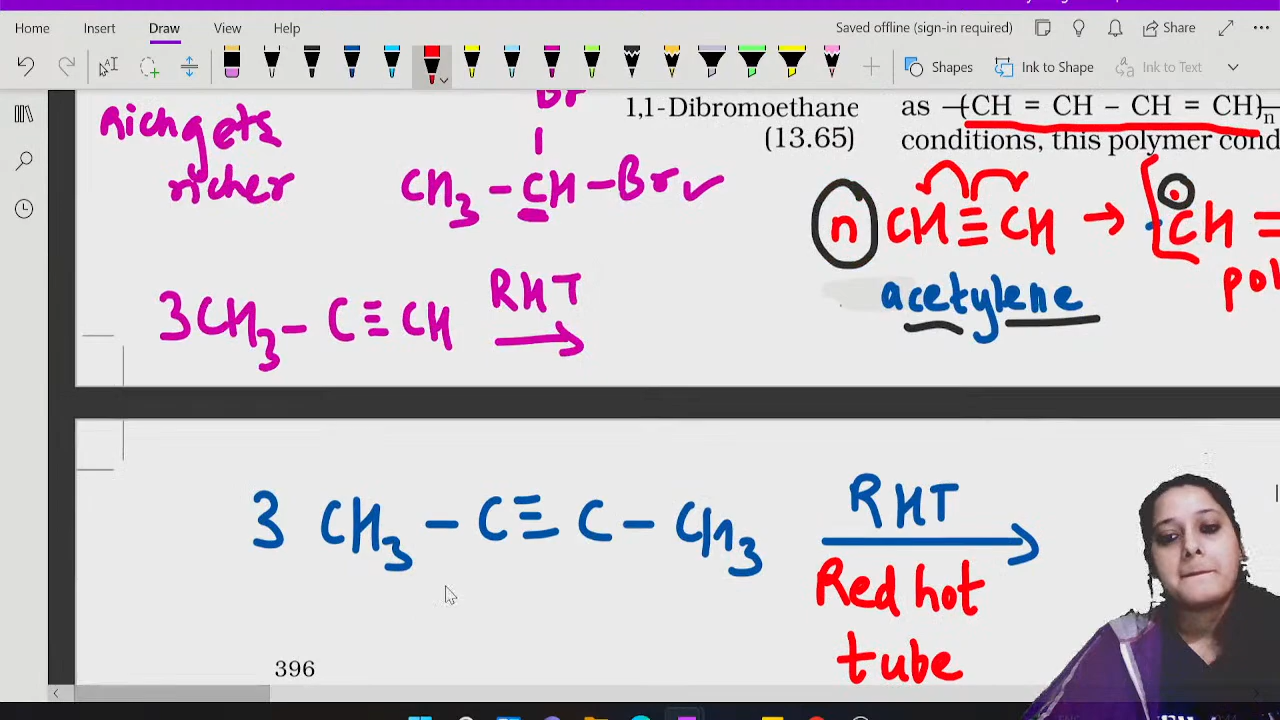 Home Insert Draw View Help
Saved offline (sign-in required) Share
Shapes Ink to Shape Ink to Text
Rich gets
richer
Br
CH3 – CH – Br ✓
1,1-Dibromoethane
(13.65)
as –(CH = CH – CH = CH)n–
conditions, this polymer cond
n CH ≡ CH → [ĊH =
acetylene
3CH3 – C ≡ CH RHT →
3 CH3 – C ≡ C – CH3 RHT →
Red hot
tube
396